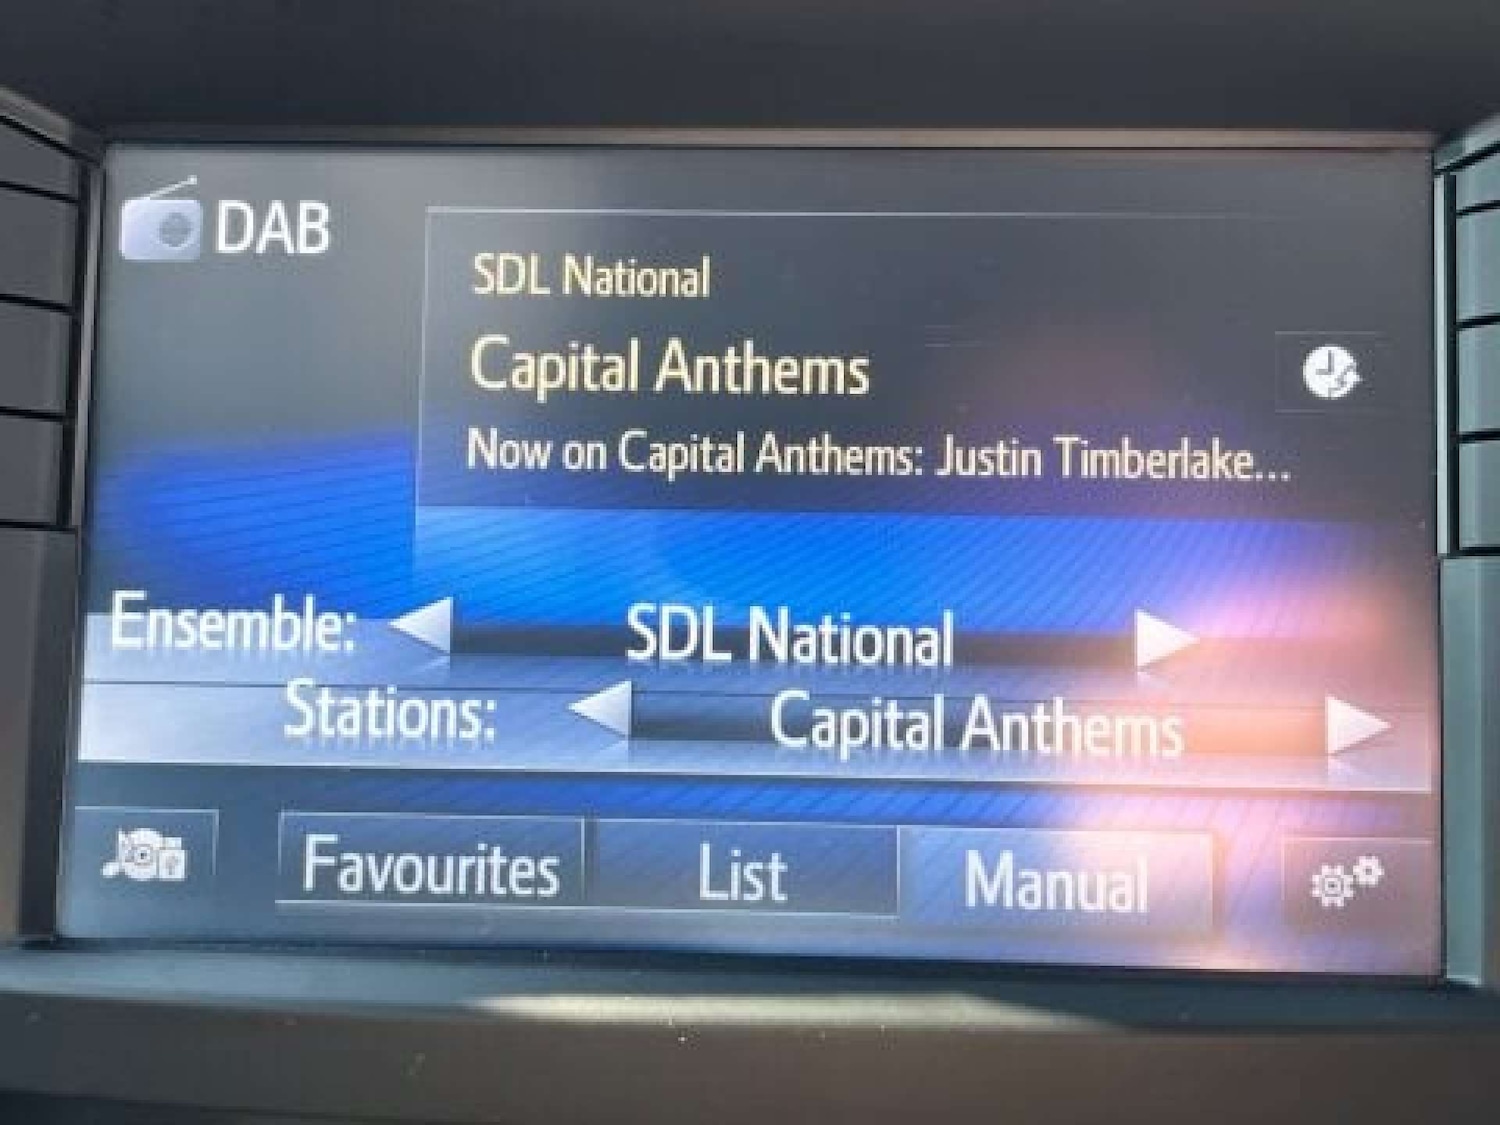 DAB
SDL National
Capital Anthems
Now on Capital Anthems: Justin Timberlake...
Ensemble: SDL National
Stations: Capital Anthems
Favourites List Manual